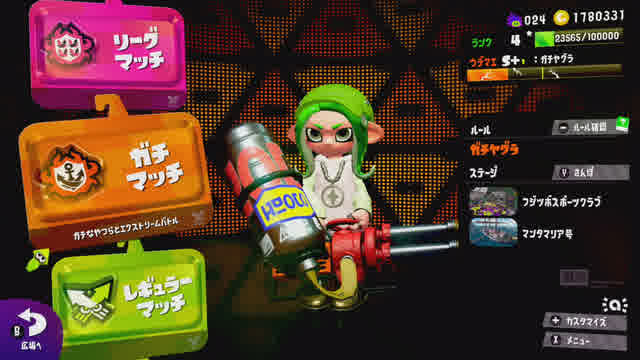 リーグ
マッチ
ガチ
マッチ
ガチなやつらとエクストリームバトル
レギュラー
マッチ
B
広場へ
024
1780331
ランク
4★
23565/100000
ウデマエ
S+
:ガチヤグラ
ルール
ルール確認
ガチヤグラ
ステージ
Y さんぽ
フジツボスポーツクラブ
マンタマリア号
+ カスタマイズ
X メニュー